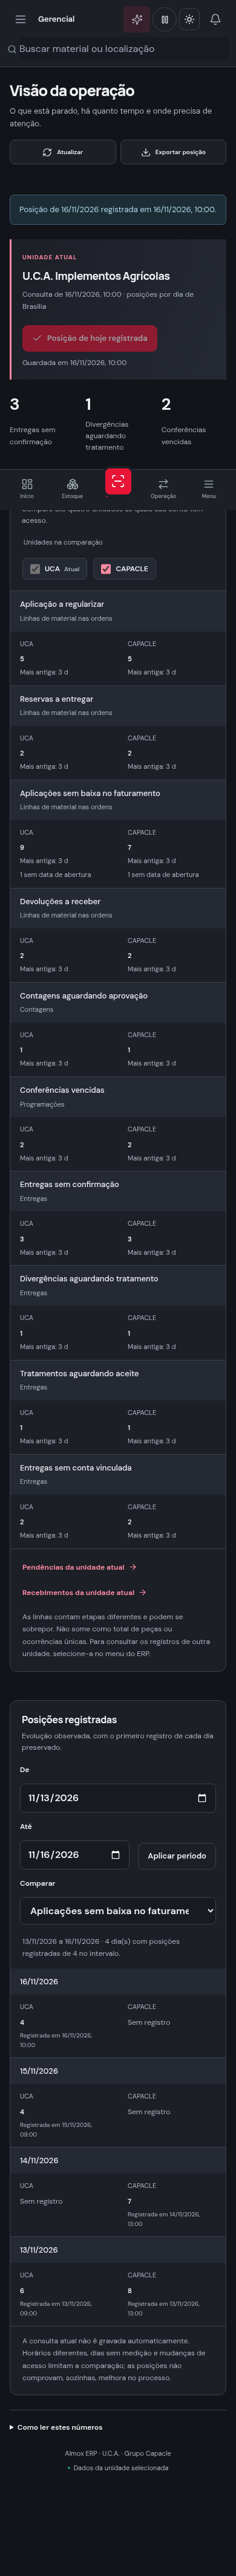 Gerencial
Buscar material ou localização
Visão da operação
O que está parado, há quanto tempo e onde precisa de
atenção.
Atualizar
Exportar posição
Posição de 16/11/2026 registrada em 16/11/2026, 10:00.
UNIDADE ATUAL
U.C.A. Implementos Agrícolas
Consulta de 16/11/2026, 10:00 · posições por dia de
Brasília
Posição de hoje registrada
Guardada em 16/11/2026, 10:00
3
Entregas sem
confirmação
1
Divergências
aguardando
tratamento
2
Conferências
vencidas
Início
Estoque
Operação
Menu
acesso.
Unidades na comparação
UCA Atual
CAPACLE
Aplicação a regularizar
Linhas de material nas ordens
UCA CAPACLE
5 5
Mais antiga: 3 d Mais antiga: 3 d
Reservas a entregar
Linhas de material nas ordens
UCA CAPACLE
2 2
Mais antiga: 3 d Mais antiga: 3 d
Aplicações sem baixa no faturamento
Linhas de material nas ordens
UCA CAPACLE
9 7
Mais antiga: 3 d Mais antiga: 3 d
1 sem data de abertura 1 sem data de abertura
Devoluções a receber
Linhas de material nas ordens
UCA CAPACLE
2 2
Mais antiga: 3 d Mais antiga: 3 d
Contagens aguardando aprovação
Contagens
UCA CAPACLE
1 1
Mais antiga: 3 d Mais antiga: 3 d
Conferências vencidas
Programações
UCA CAPACLE
2 2
Mais antiga: 3 d Mais antiga: 3 d
Entregas sem confirmação
Entregas
UCA CAPACLE
3 3
Mais antiga: 3 d Mais antiga: 3 d
Divergências aguardando tratamento
Entregas
UCA CAPACLE
1 1
Mais antiga: 3 d Mais antiga: 3 d
Tratamentos aguardando aceite
Entregas
UCA CAPACLE
1 1
Mais antiga: 3 d Mais antiga: 3 d
Entregas sem conta vinculada
Entregas
UCA CAPACLE
2 2
Mais antiga: 3 d Mais antiga: 3 d
Pendências da unidade atual
Recebimentos da unidade atual
As linhas contam etapas diferentes e podem se
sobrepor. Não some como total de peças ou
ocorrências únicas. Para consultar os registros de outra
unidade, selecione-a no menu do ERP.
Posições registradas
Evolução observada, com o primeiro registro de cada dia
preservado.
De
11/13/2026
Até
11/16/2026
Aplicar período
Comparar
Aplicações sem baixa no faturame
13/11/2026 a 16/11/2026 · 4 dia(s) com posições
registradas de 4 no intervalo.
16/11/2026
UCA CAPACLE
4 Sem registro
Registrada em 16/11/2026,
10:00
15/11/2026
UCA CAPACLE
4 Sem registro
Registrada em 15/11/2026,
09:00
14/11/2026
UCA CAPACLE
Sem registro 7
Registrada em 14/11/2026,
13:00
13/11/2026
UCA CAPACLE
6 8
Registrada em 13/11/2026, Registrada em 13/11/2026,
09:00 13:00
A consulta atual não é gravada automaticamente.
Horários diferentes, dias sem medição e mudanças de
acesso limitam a comparação; as posições não
comprovam, sozinhas, melhora no processo.
Como ler estes números
Almox ERP · U.C.A. · Grupo Capacle
Dados da unidade selecionada